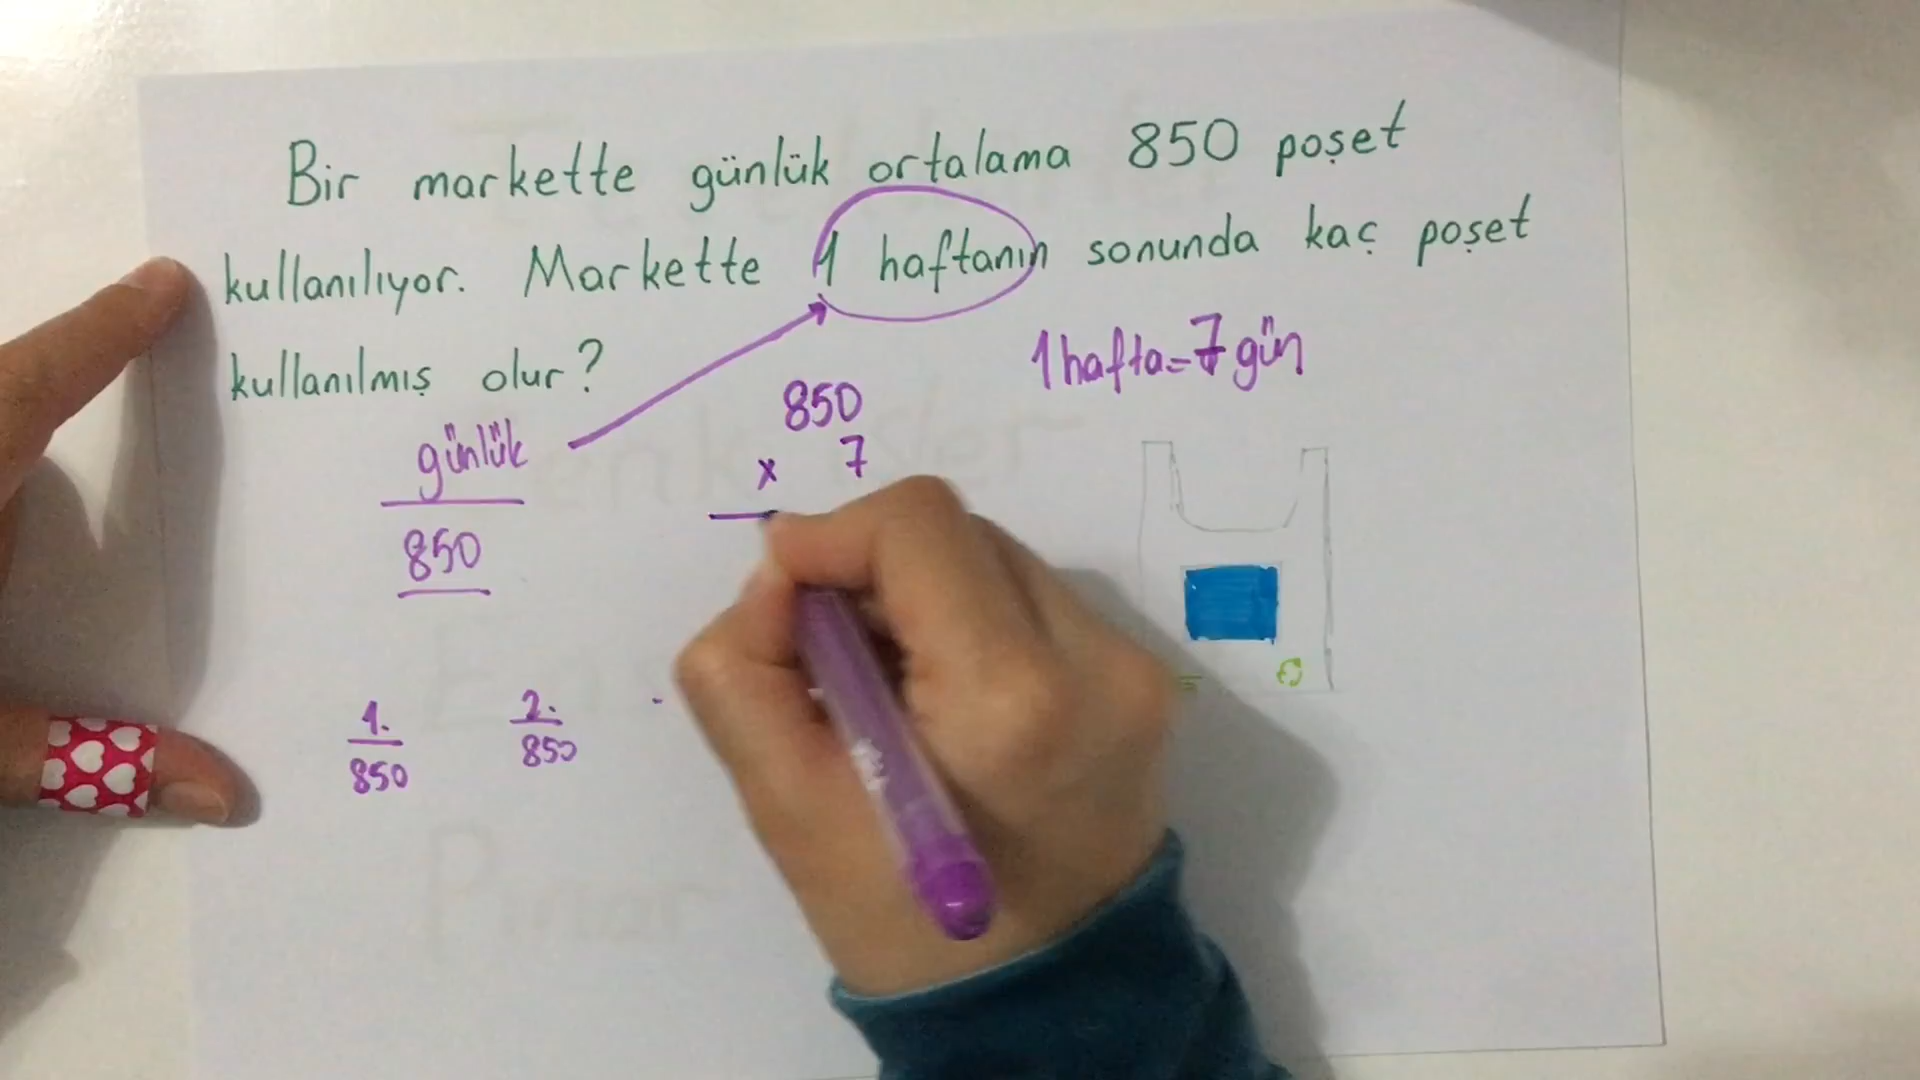 Bir markette günlük ortalama 850 poşet
kullanılıyor. Markette 1 haftanın sonunda kaç poşet
kullanılmış olur?
1 hafta = 7 gün
günlük
850
850
x 7
1.
850
2.
850